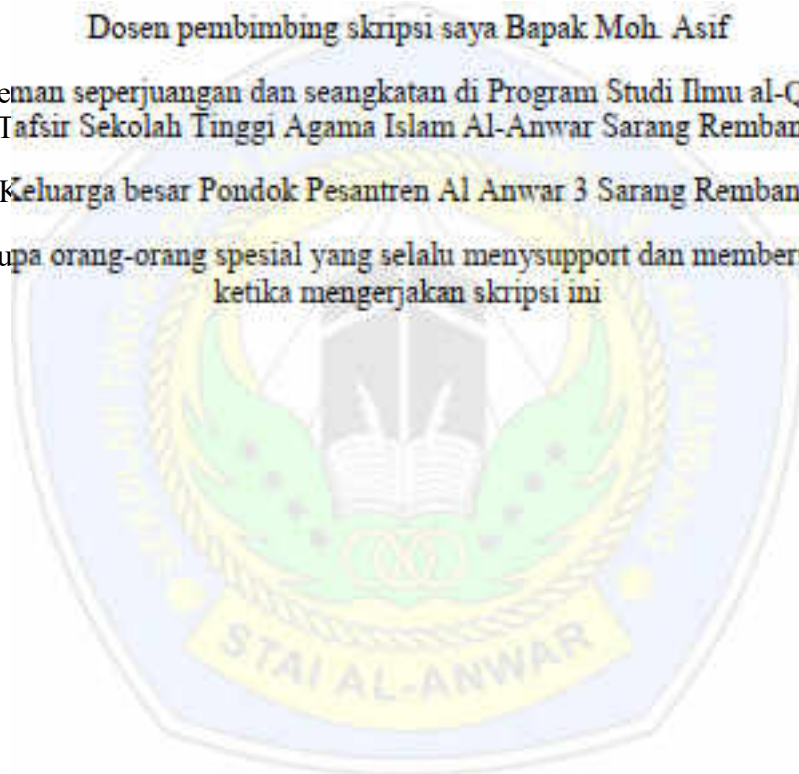 Dosen pembimbing skripsi saya Bapak Moh. Asif
eman seperjuangan dan seangkatan di Program Studi Ilmu al-Q
Tafsir Sekolah Tinggi Agama Islam Al-Anwar Sarang Remban
Keluarga besar Pondok Pesantren Al Anwar 3 Sarang Remban
upa orang-orang spesial yang selalu menysupport dan member
ketika mengerjakan skripsi ini
STAI AL-ANWAR